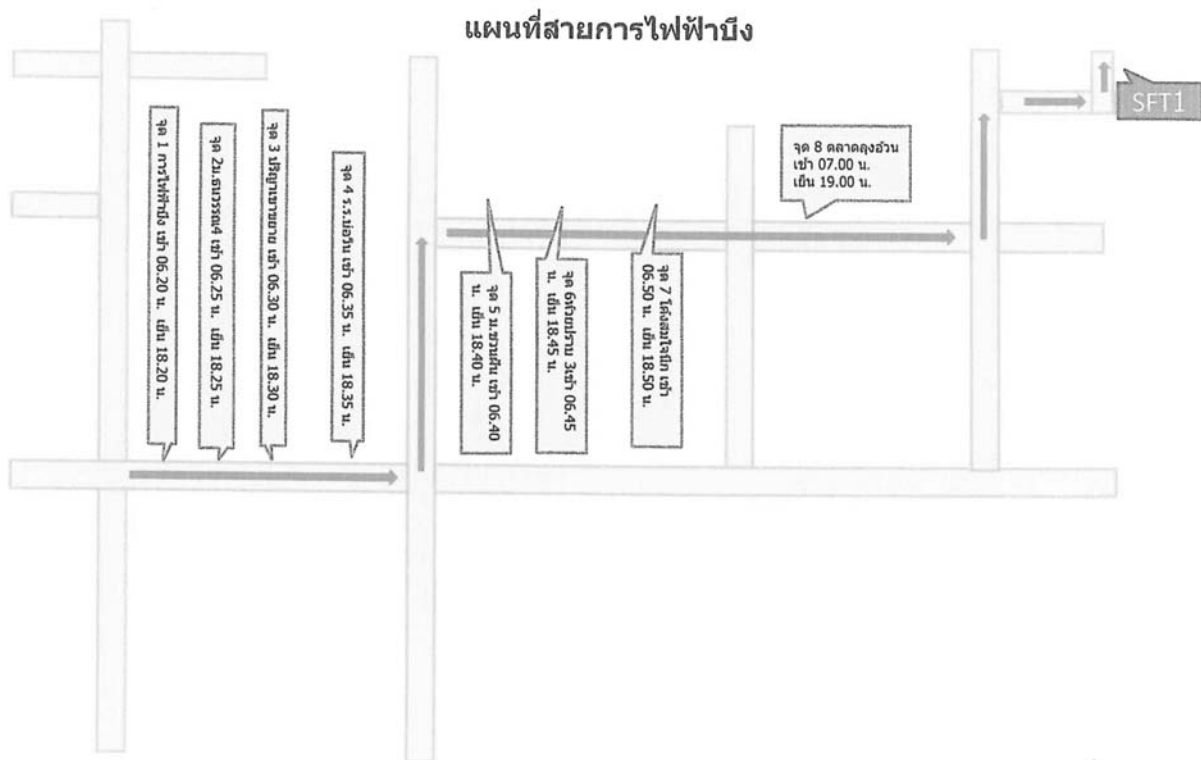 แผนที่สายการไฟฟ้าบึง
SFT1
จุด 1 การไฟฟ้าบึง เช้า 06.20 น. เย็น 18.20 น.
จุด 2ม.ธนวรรณ4 เช้า 06.25 น. เย็น 18.25 น.
จุด 3 ปริญาเขาขยาย เช้า 06.30 น. เย็น 18.30 น.
จุด 4 ร.ร.บ่อวิน เช้า 06.35 น. เย็น 18.35 น.
จุด 5 ม.ชวนฝัน เช้า 06.40
น. เย็น 18.40 น.
จุด 6ห้วยปราบ 3เช้า 06.45
น. เย็น 18.45 น.
จุด 7 โค้งสมใจนึก เช้า
06.50 น. เย็น 18.50 น.
จุด 8 ตลาดลุงอ้วน
เช้า 07.00 น.
เย็น 19.00 น.